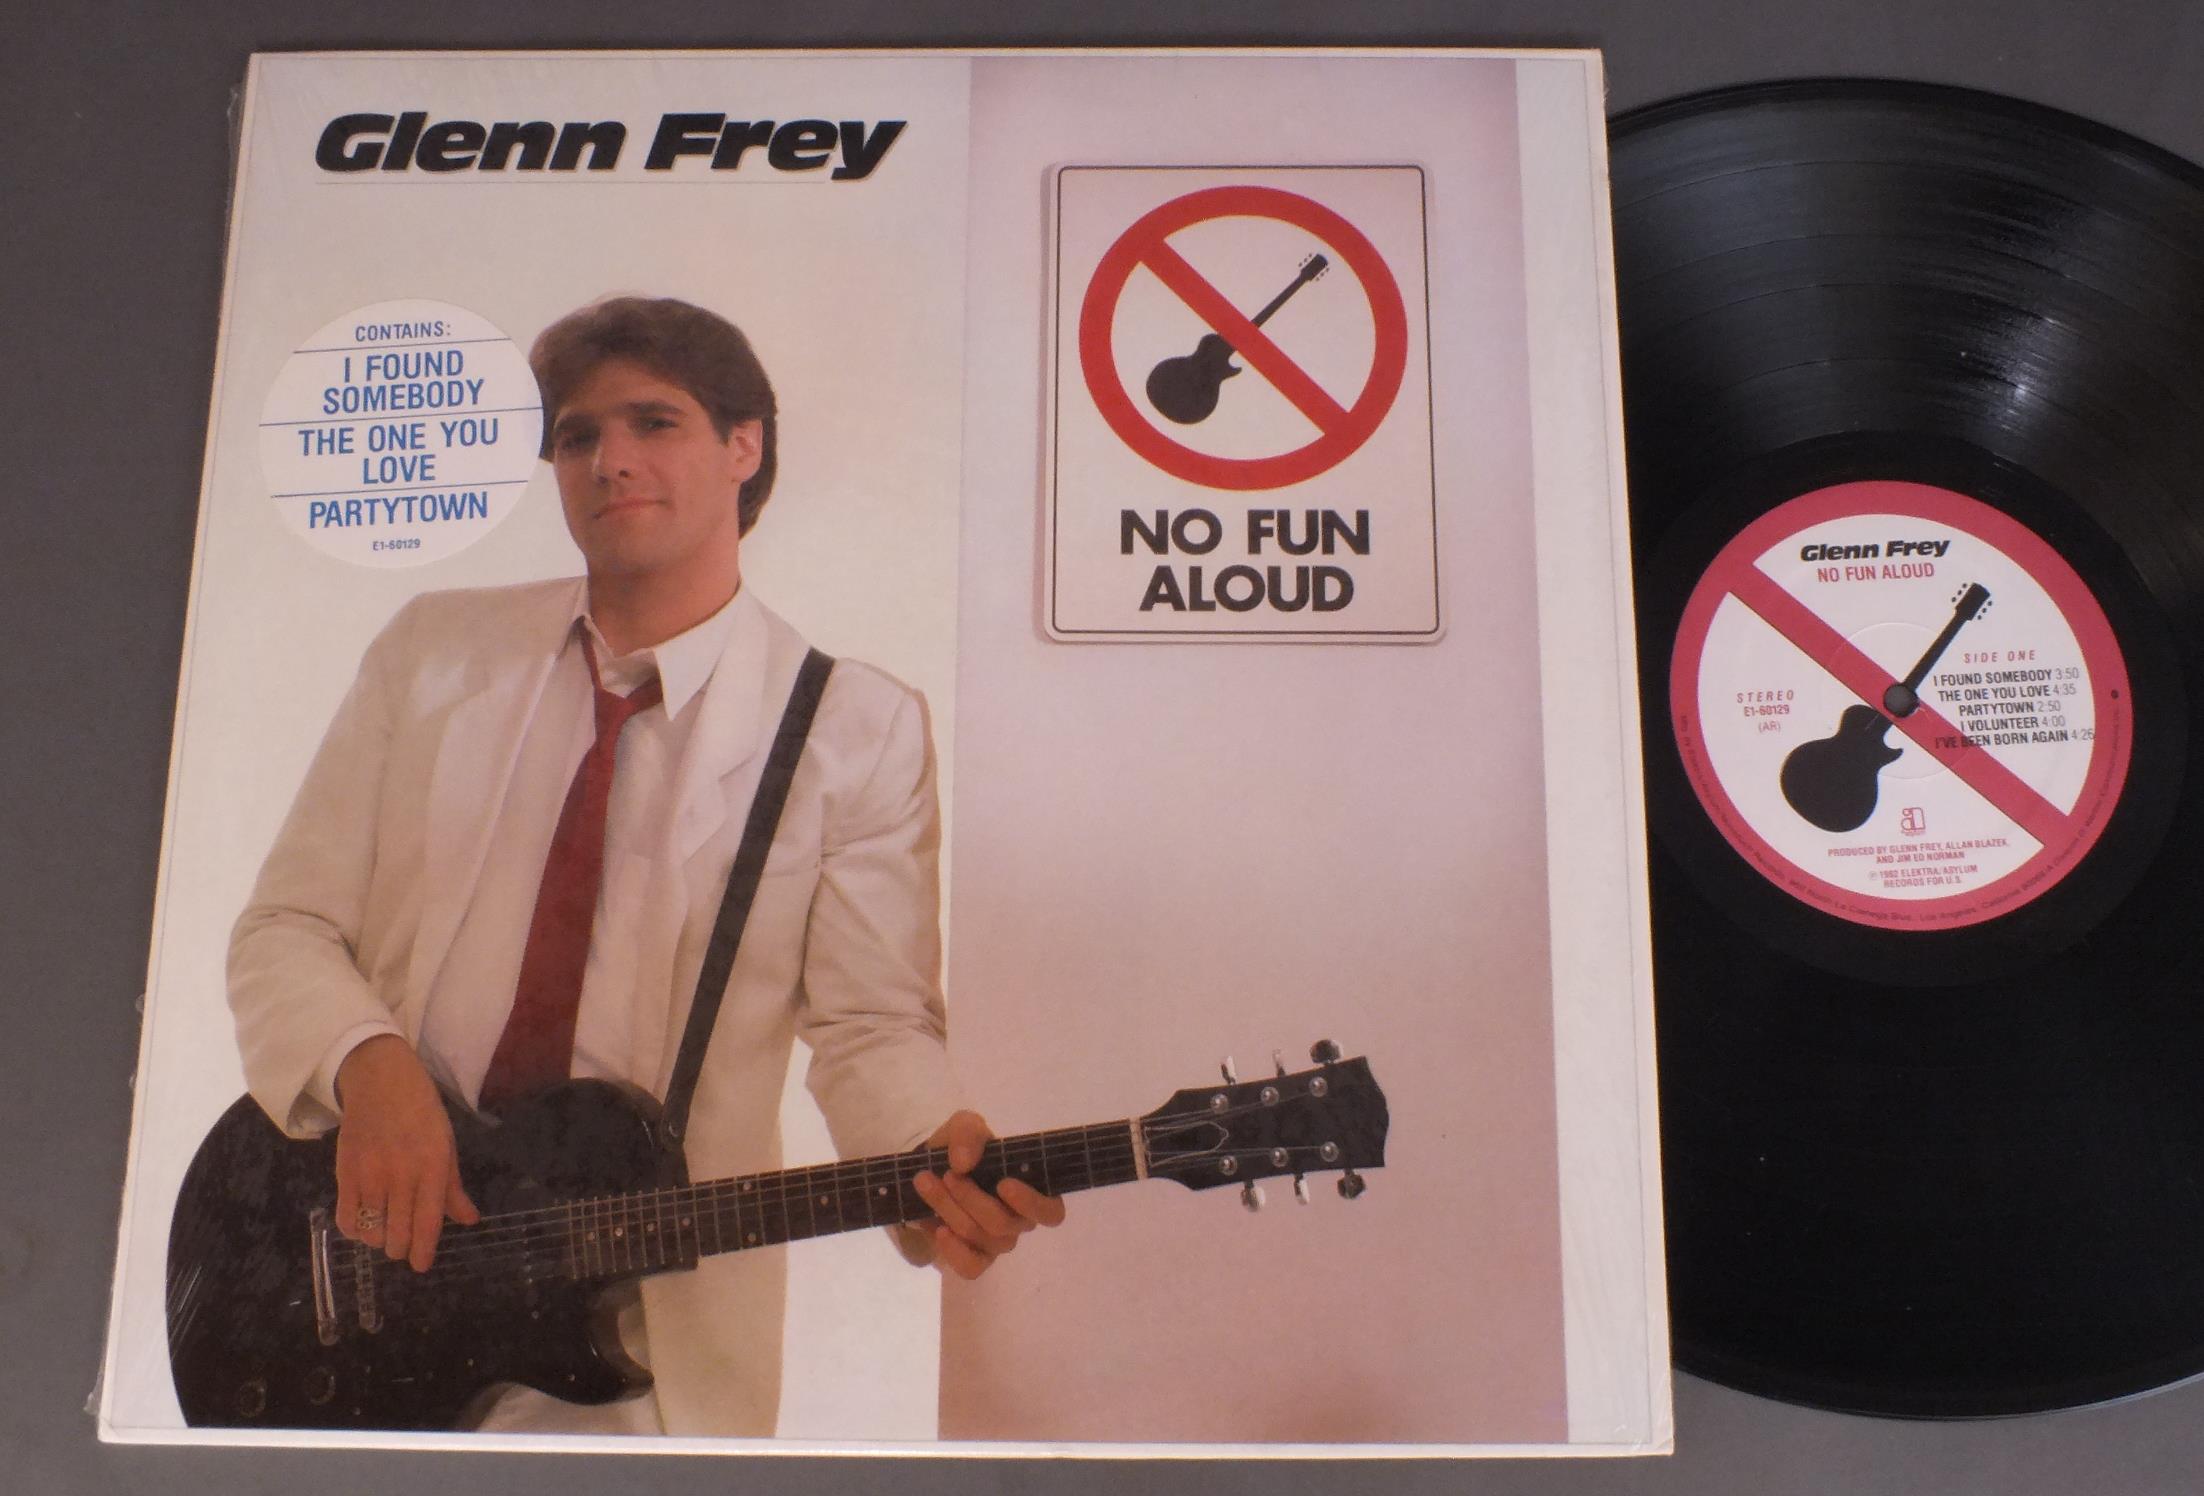 Glenn Frey
CONTAINS:
I FOUND
SOMEBODY
THE ONE YOU
LOVE
PARTYTOWN
E1-60129
NO FUN
ALOUD
Glenn Frey
NO FUN ALOUD
SIDE ONE
I FOUND SOMEBODY 3:50
THE ONE YOU LOVE 4:35
PARTYTOWN 2:50
I VOLUNTEER 4:00
I'VE BEEN BORN AGAIN 4:26
STEREO
E1-60129
(AR)
PRODUCED BY GLENN FREY, ALLAN BLAZEK,
AND JIM ED NORMAN
℗ 1982 ELEKTRA/ASYLUM
RECORDS FOR U.S.